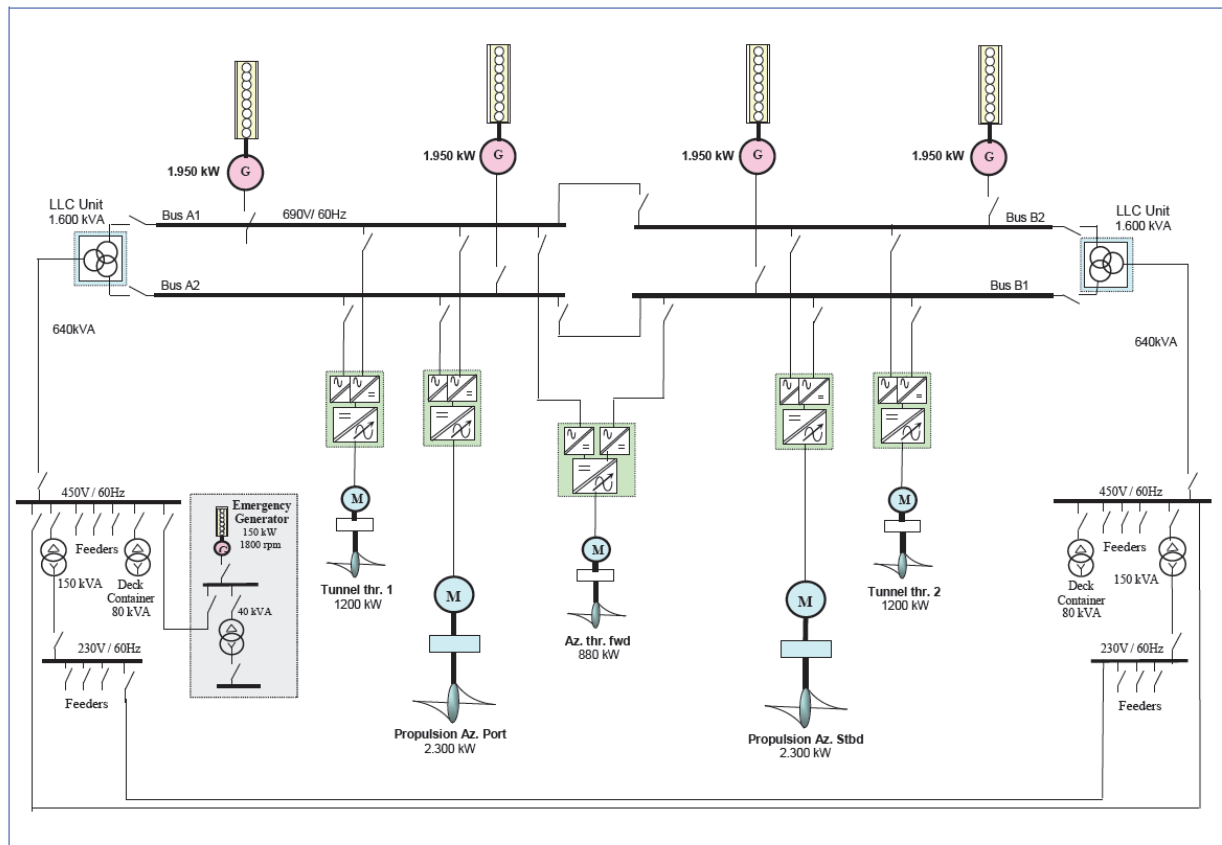 1.950 kW
G
1.950 kW
G
1.950 kW
G
1.950 kW
G
LLC Unit
1.600 kVA
Bus A1
690V/ 60Hz
Bus B2
LLC Unit
1.600 kVA
Bus A2
Bus B1
640kVA
640kVA
450V / 60Hz
Feeders
150 kVA
Deck
Container
80 kVA
230V / 60Hz
Feeders
Emergency
Generator
150 kW
1800 rpm
G
40 kVA
M
Tunnel thr. 1
1200 kW
M
Propulsion Az. Port
2.300 kW
M
Az. thr. fwd
880 kW
M
Propulsion Az. Stbd
2.300 kW
M
Tunnel thr. 2
1200 kW
450V / 60Hz
Feeders
Deck
Container
80 kVA
150 kVA
230V / 60Hz
Feeders